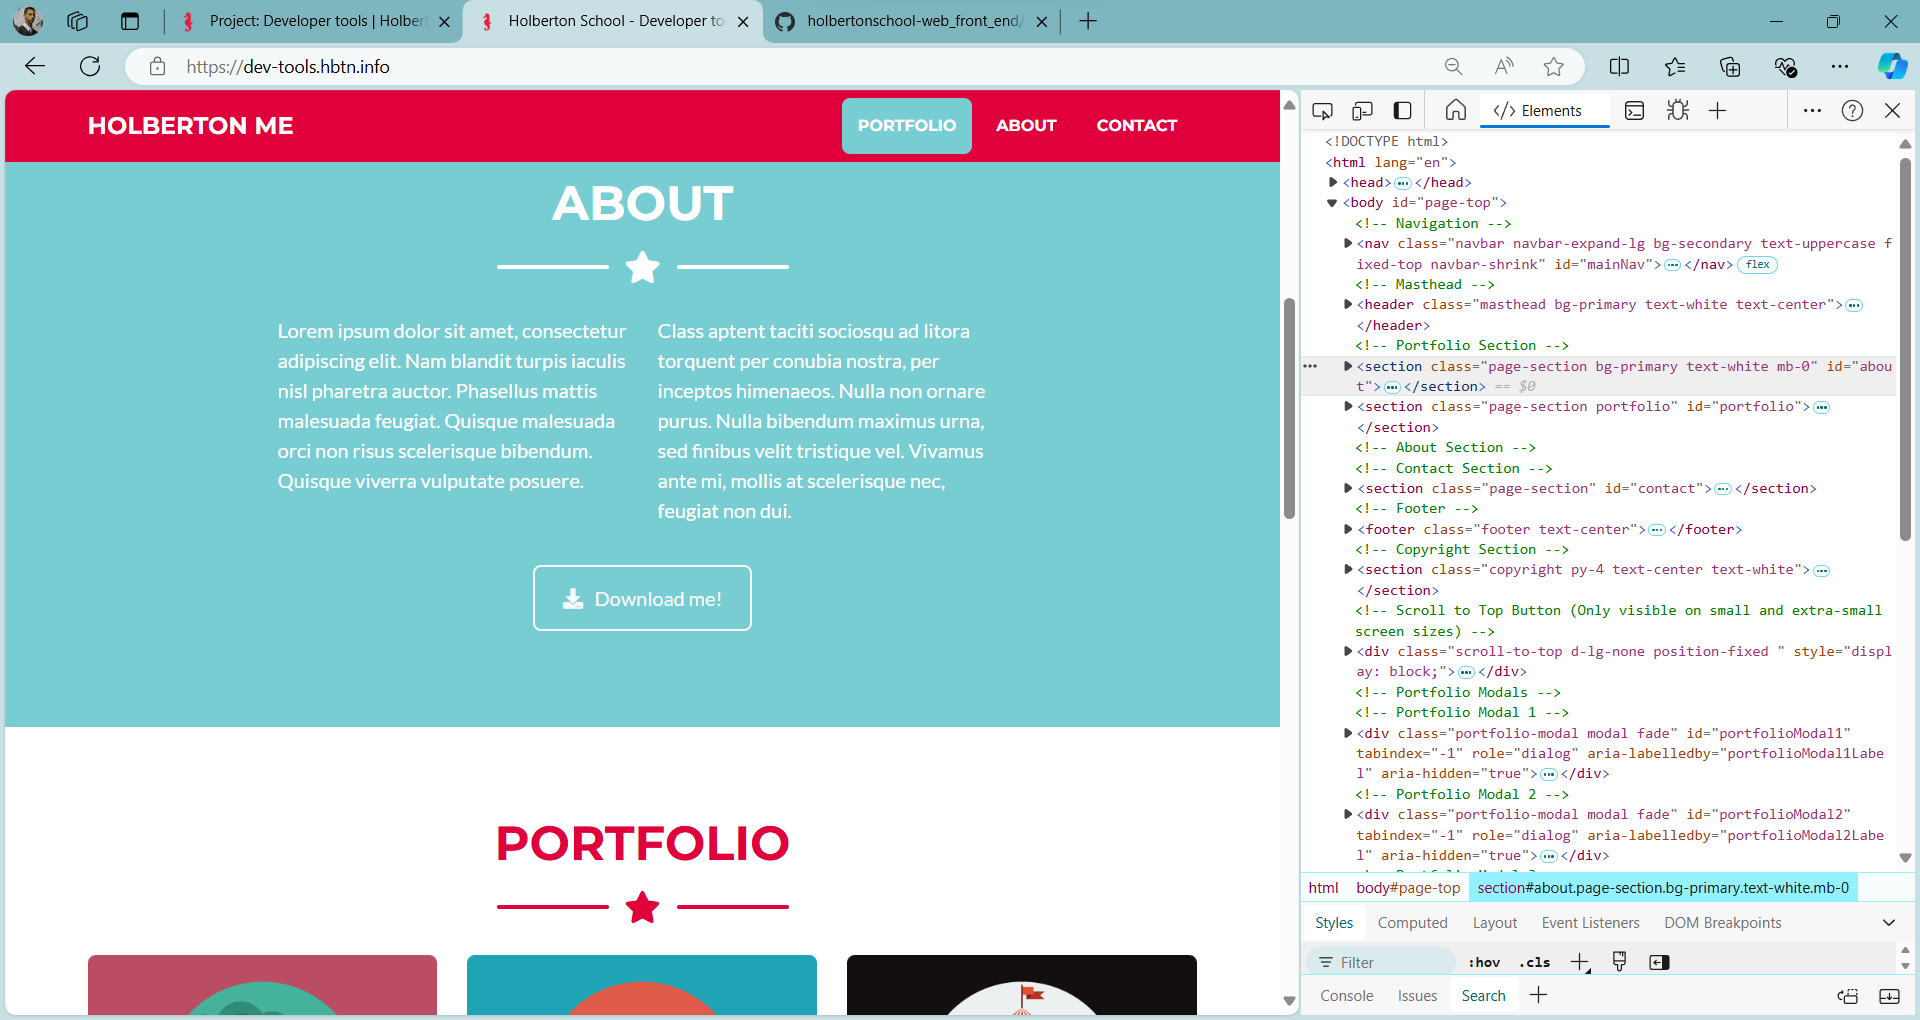 Project: Developer tools | Holbert
Holberton School - Developer to
holbertonschool-web_front_end/
https://dev-tools.hbtn.info
HOLBERTON ME
PORTFOLIO
ABOUT
CONTACT
ABOUT
Lorem ipsum dolor sit amet, consectetur
adipiscing elit. Nam blandit turpis iaculis
nisl pharetra auctor. Phasellus mattis
malesuada feugiat. Quisque malesuada
orci non risus scelerisque bibendum.
Quisque viverra vulputate posuere.
Class aptent taciti sociosqu ad litora
torquent per conubia nostra, per
inceptos himenaeos. Nulla non ornare
purus. Nulla bibendum maximus urna,
sed finibus velit tristique vel. Vivamus
ante mi, mollis at scelerisque nec,
feugiat non dui.
Download me!
PORTFOLIO
Elements
<!DOCTYPE html>
<html lang="en">
<head> ... </head>
<body id="page-top">
<!-- Navigation -->
<nav class="navbar navbar-expand-lg bg-secondary text-uppercase f
ixed-top navbar-shrink" id="mainNav"> ... </nav> flex
<!-- Masthead -->
<header class="masthead bg-primary text-white text-center"> ...
</header>
<!-- Portfolio Section -->
<section class="page-section bg-primary text-white mb-0" id="abou
t"> ... </section> == $0
<section class="page-section portfolio" id="portfolio"> ...
</section>
<!-- About Section -->
<!-- Contact Section -->
<section class="page-section" id="contact"> ... </section>
<!-- Footer -->
<footer class="footer text-center"> ... </footer>
<!-- Copyright Section -->
<section class="copyright py-4 text-center text-white"> ...
</section>
<!-- Scroll to Top Button (Only visible on small and extra-small
screen sizes) -->
<div class="scroll-to-top d-lg-none position-fixed " style="displ
ay: block;"> ... </div>
<!-- Portfolio Modals -->
<!-- Portfolio Modal 1 -->
<div class="portfolio-modal modal fade" id="portfolioModal1"
tabindex="-1" role="dialog" aria-labelledby="portfolioModal1Labe
l" aria-hidden="true"> ... </div>
<!-- Portfolio Modal 2 -->
<div class="portfolio-modal modal fade" id="portfolioModal2"
tabindex="-1" role="dialog" aria-labelledby="portfolioModal2Labe
l" aria-hidden="true"> ... </div>
html body#page-top section#about.page-section.bg-primary.text-white.mb-0
Styles Computed Layout Event Listeners DOM Breakpoints
Filter :hov .cls
Console Issues Search